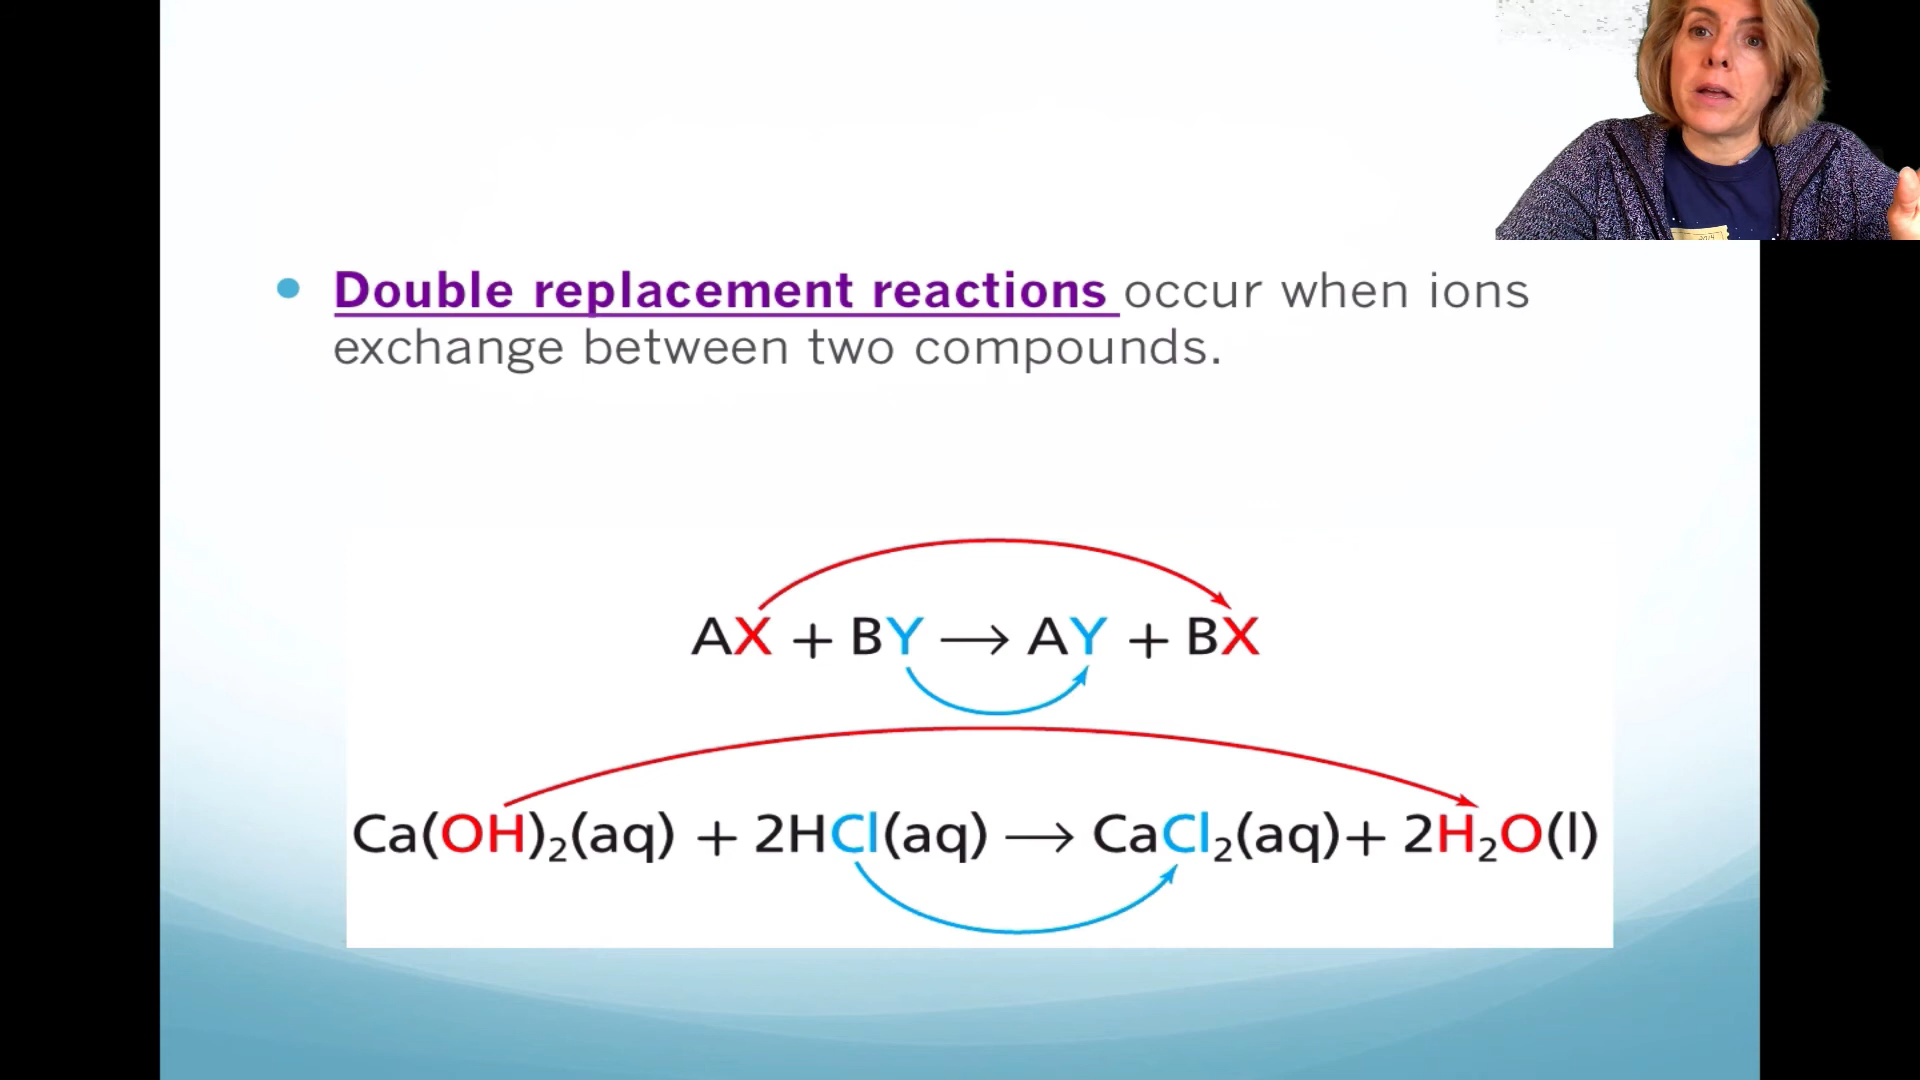 Double replacement reactions occur when ions
exchange between two compounds.
AX + BY → AY + BX
Ca(OH)₂(aq) + 2HCl(aq) → CaCl₂(aq)+ 2H₂O(l)